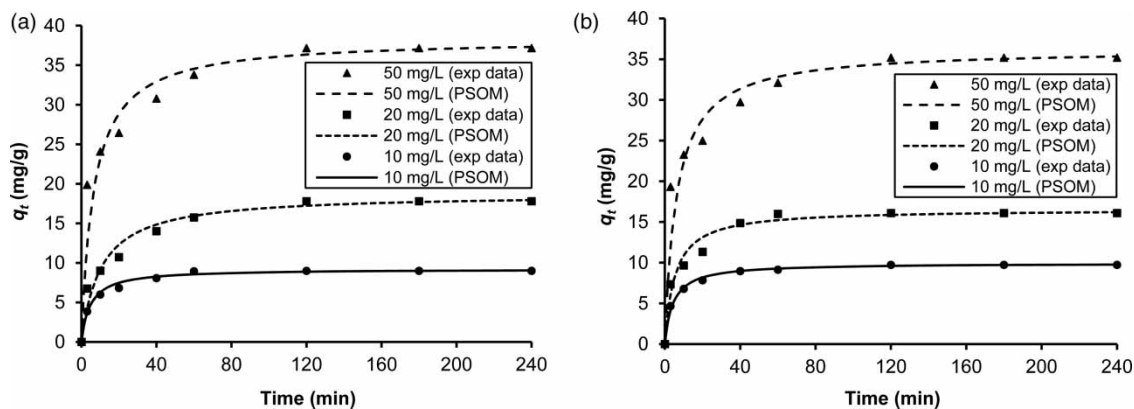 (a)
40
35
30
25
20
15
10
5
0
q_t (mg/g)
50 mg/L (exp data)
50 mg/L (PSOM)
20 mg/L (exp data)
20 mg/L (PSOM)
10 mg/L (exp data)
10 mg/L (PSOM)
0 40 80 120 160 200 240
Time (min)
(b)
40
35
30
25
20
15
10
5
0
q_t (mg/g)
50 mg/L (exp data)
50 mg/L (PSOM)
20 mg/L (exp data)
20 mg/L (PSOM)
10 mg/L (exp data)
10 mg/L (PSOM)
0 40 80 120 160 200 240
Time (min)